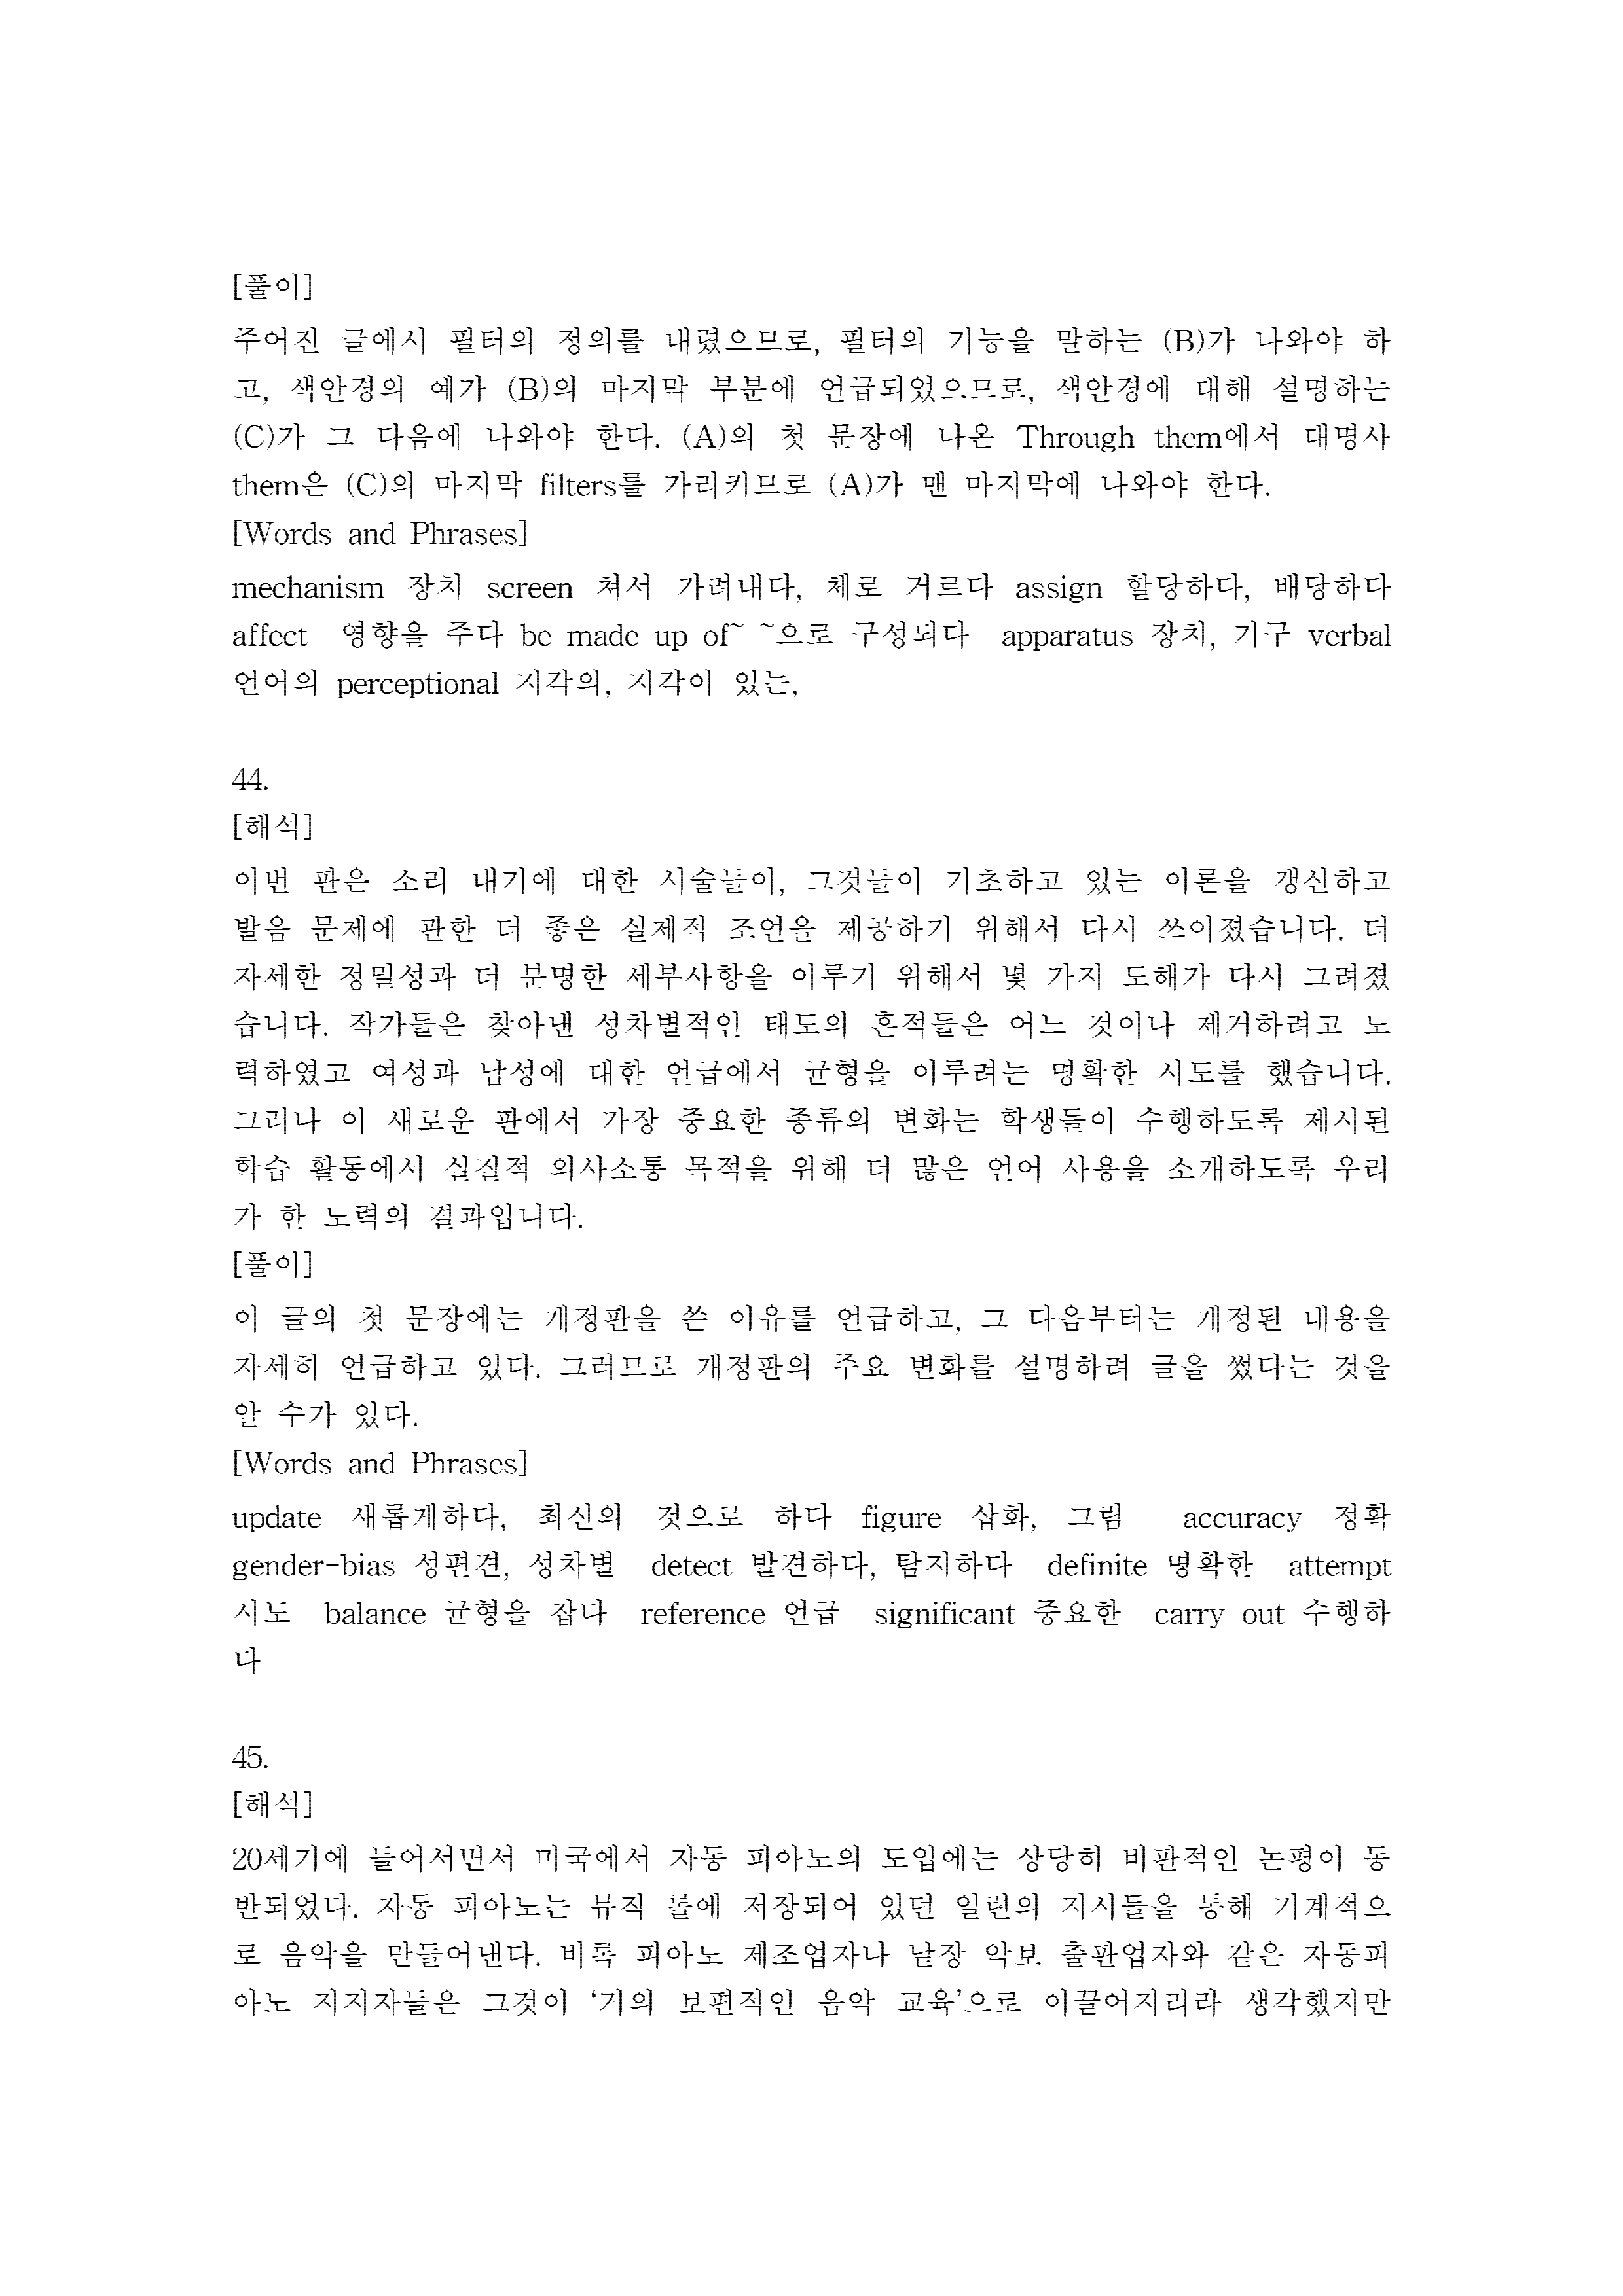 [풀이]
주어진 글에서 필터의 정의를 내렸으므로, 필터의 기능을 말하는 (B)가 나와야 하
고, 색안경의 예가 (B)의 마지막 부분에 언급되었으므로, 색안경에 대해 설명하는
(C)가 그 다음에 나와야 한다. (A)의 첫 문장에 나온 Through them에서 대명사
them은 (C)의 마지막 filters를 가리키므로 (A)가 맨 마지막에 나와야 한다.
[Words and Phrases]
mechanism 장치 screen 쳐서 가려내다, 체로 거르다 assign 할당하다, 배당하다
affect 영향을 주다 be made up of~ ~으로 구성되다 apparatus 장치, 기구 verbal
언어의 perceptional 지각의, 지각이 있는,
44.
[해석]
이번 판은 소리 내기에 대한 서술들이, 그것들이 기초하고 있는 이론을 갱신하고
발음 문제에 관한 더 좋은 실제적 조언을 제공하기 위해서 다시 쓰여졌습니다. 더
자세한 정밀성과 더 분명한 세부사항을 이루기 위해서 몇 가지 도해가 다시 그려졌
습니다. 작가들은 찾아낸 성차별적인 태도의 흔적들은 어느 것이나 제거하려고 노
력하였고 여성과 남성에 대한 언급에서 균형을 이루려는 명확한 시도를 했습니다.
그러나 이 새로운 판에서 가장 중요한 종류의 변화는 학생들이 수행하도록 제시된
학습 활동에서 실질적 의사소통 목적을 위해 더 많은 언어 사용을 소개하도록 우리
가 한 노력의 결과입니다.
[풀이]
이 글의 첫 문장에는 개정판을 쓴 이유를 언급하고, 그 다음부터는 개정된 내용을
자세히 언급하고 있다. 그러므로 개정판의 주요 변화를 설명하려 글을 썼다는 것을
알 수가 있다.
[Words and Phrases]
update 새롭게하다, 최신의 것으로 하다 figure 삽화, 그림 accuracy 정확
gender-bias 성편견, 성차별 detect 발견하다, 탐지하다 definite 명확한 attempt
시도 balance 균형을 잡다 reference 언급 significant 중요한 carry out 수행하
다
45.
[해석]
20세기에 들어서면서 미국에서 자동 피아노의 도입에는 상당히 비판적인 논평이 동
반되었다. 자동 피아노는 뮤직 롤에 저장되어 있던 일련의 지시들을 통해 기계적으
로 음악을 만들어낸다. 비록 피아노 제조업자나 낱장 악보 출판업자와 같은 자동피
아노 지지자들은 그것이 ‘거의 보편적인 음악 교육’으로 이끌어지리라 생각했지만